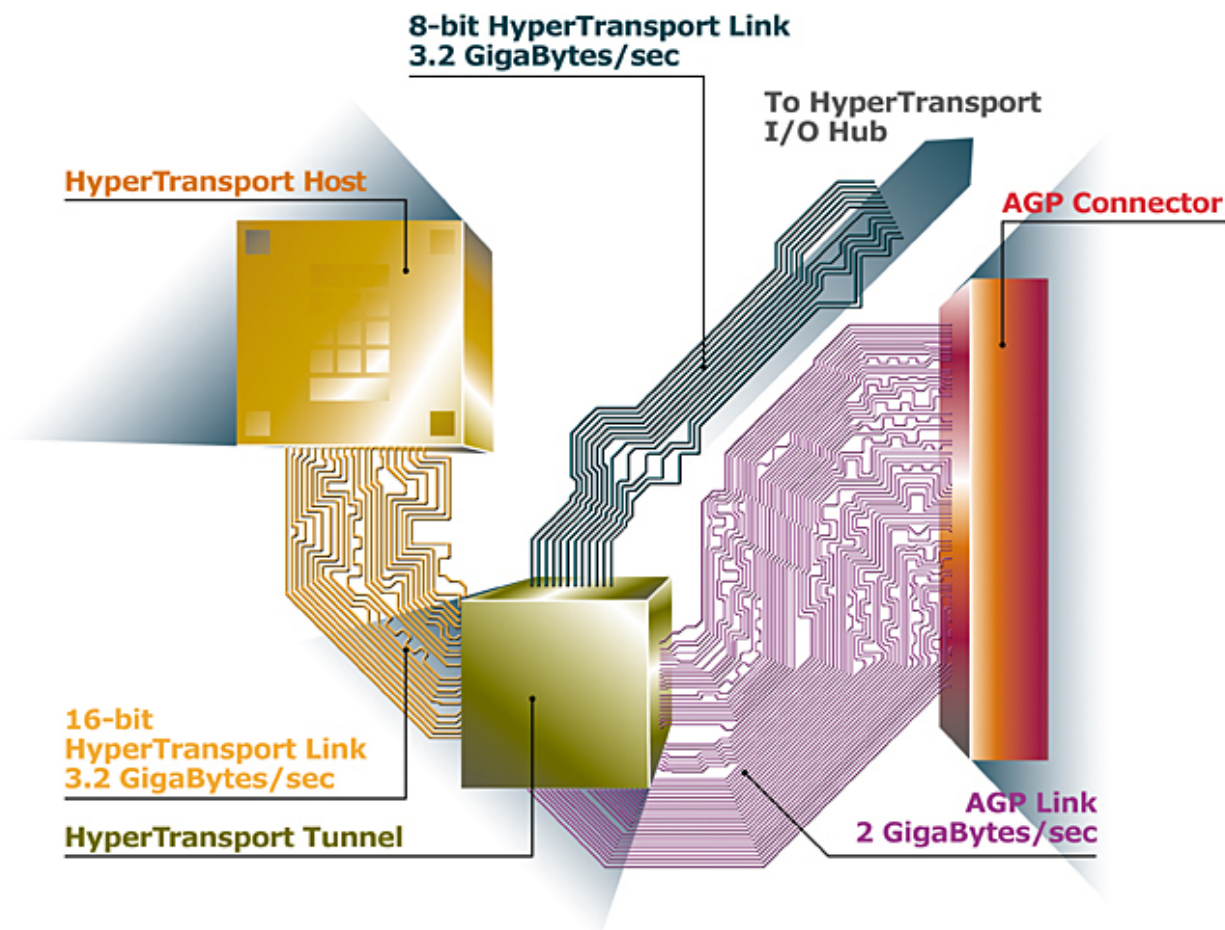 8-bit HyperTransport Link
3.2 GigaBytes/sec
To HyperTransport
I/O Hub
HyperTransport Host
AGP Connector
16-bit
HyperTransport Link
3.2 GigaBytes/sec
AGP Link
2 GigaBytes/sec
HyperTransport Tunnel